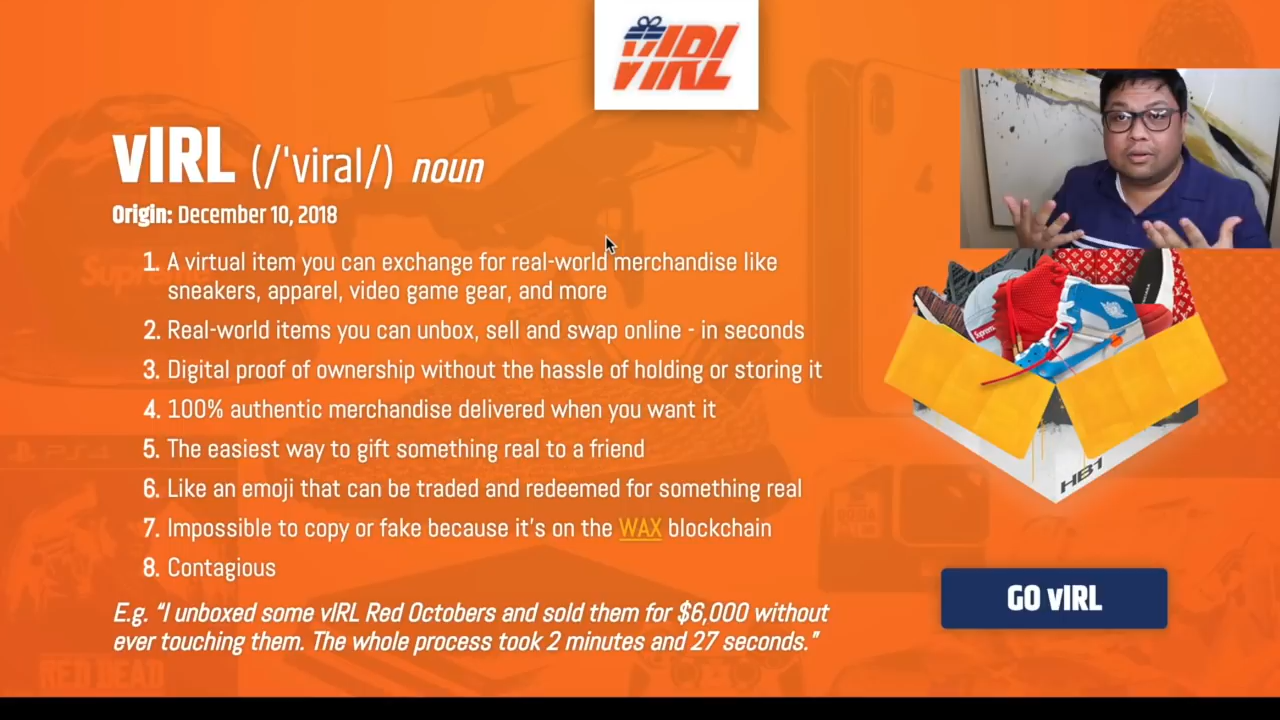 vIRL
vIRL (/'viral/) noun
Origin: December 10, 2018
1. A virtual item you can exchange for real-world merchandise like
sneakers, apparel, video game gear, and more
2. Real-world items you can unbox, sell and swap online - in seconds
3. Digital proof of ownership without the hassle of holding or storing it
4. 100% authentic merchandise delivered when you want it
5. The easiest way to gift something real to a friend
6. Like an emoji that can be traded and redeemed for something real
7. Impossible to copy or fake because it's on the WAX blockchain
8. Contagious
E.g. "I unboxed some vIRL Red Octobers and sold them for $6,000 without
ever touching them. The whole process took 2 minutes and 27 seconds."
Supreme
HB1
GO vIRL
Supreme
PS4
RED DEAD